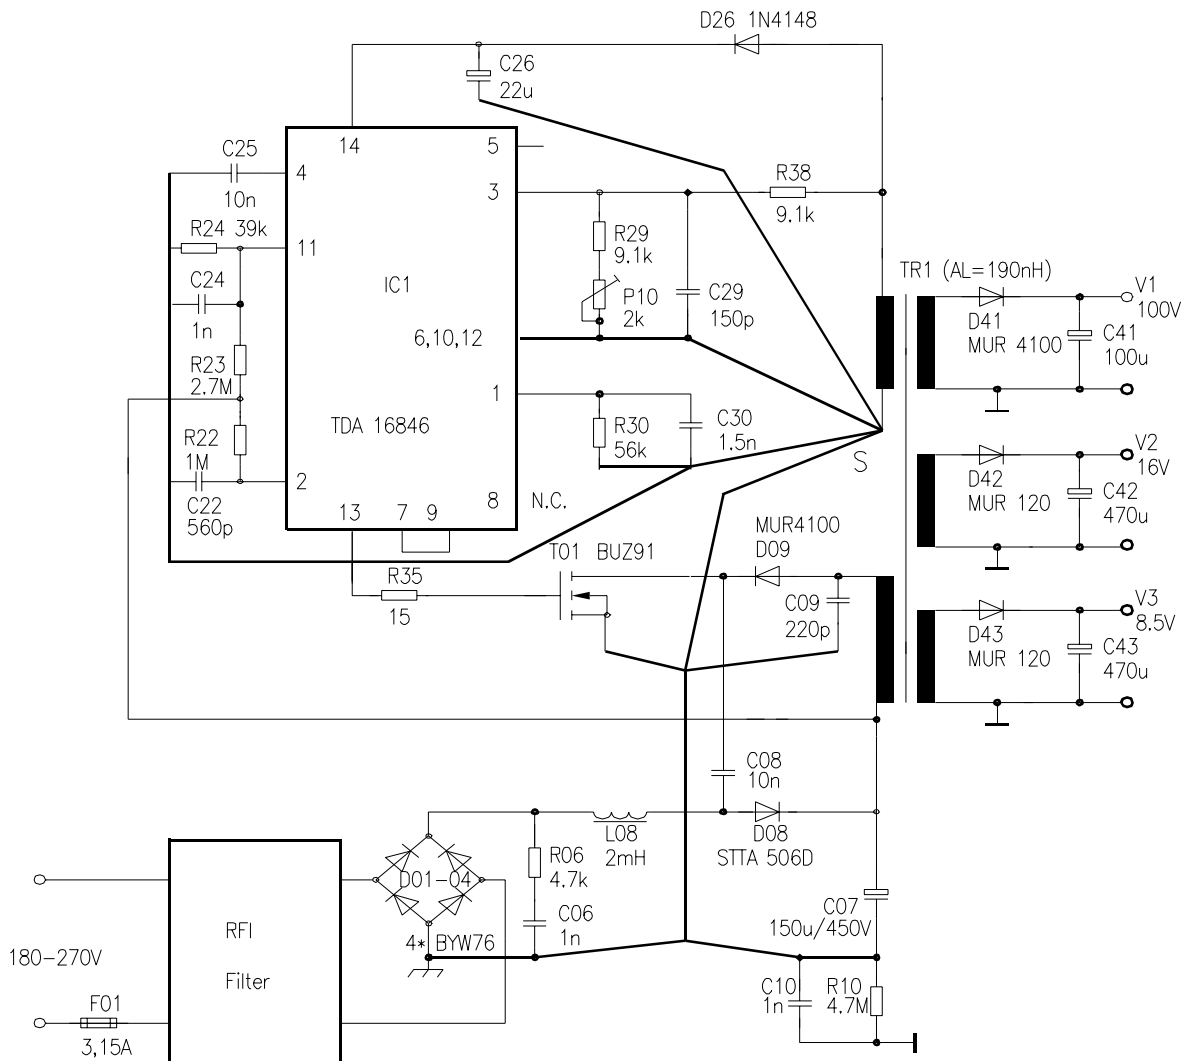 D26 1N4148
C26
22u
14
5
C25
4
10n
3
R38
9.1k
R24 39k
11
R29
9.1k
C24
1n
IC1
P10
2k
C29
150p
TR1 (AL=190nH)
V1
100V
D41
MUR 4100
C41
100u
6,10,12
R23
2.7M
1
TDA 16846
R30
56k
C30
1.5n
R22
1M
2
C22
560p
S
V2
16V
D42
MUR 120
C42
470u
13
7
9
8
N.C.
T01 BUZ91
MUR4100
D09
R35
15
C09
220p
V3
8.5V
D43
MUR 120
C43
470u
C08
10n
L08
2mH
D08
STTA 506D
R06
4.7k
D01-04
C06
1n
4* BYW76
C07
150u/450V
RFI
Filter
180-270V
F01
3,15A
C10
1n
R10
4.7M